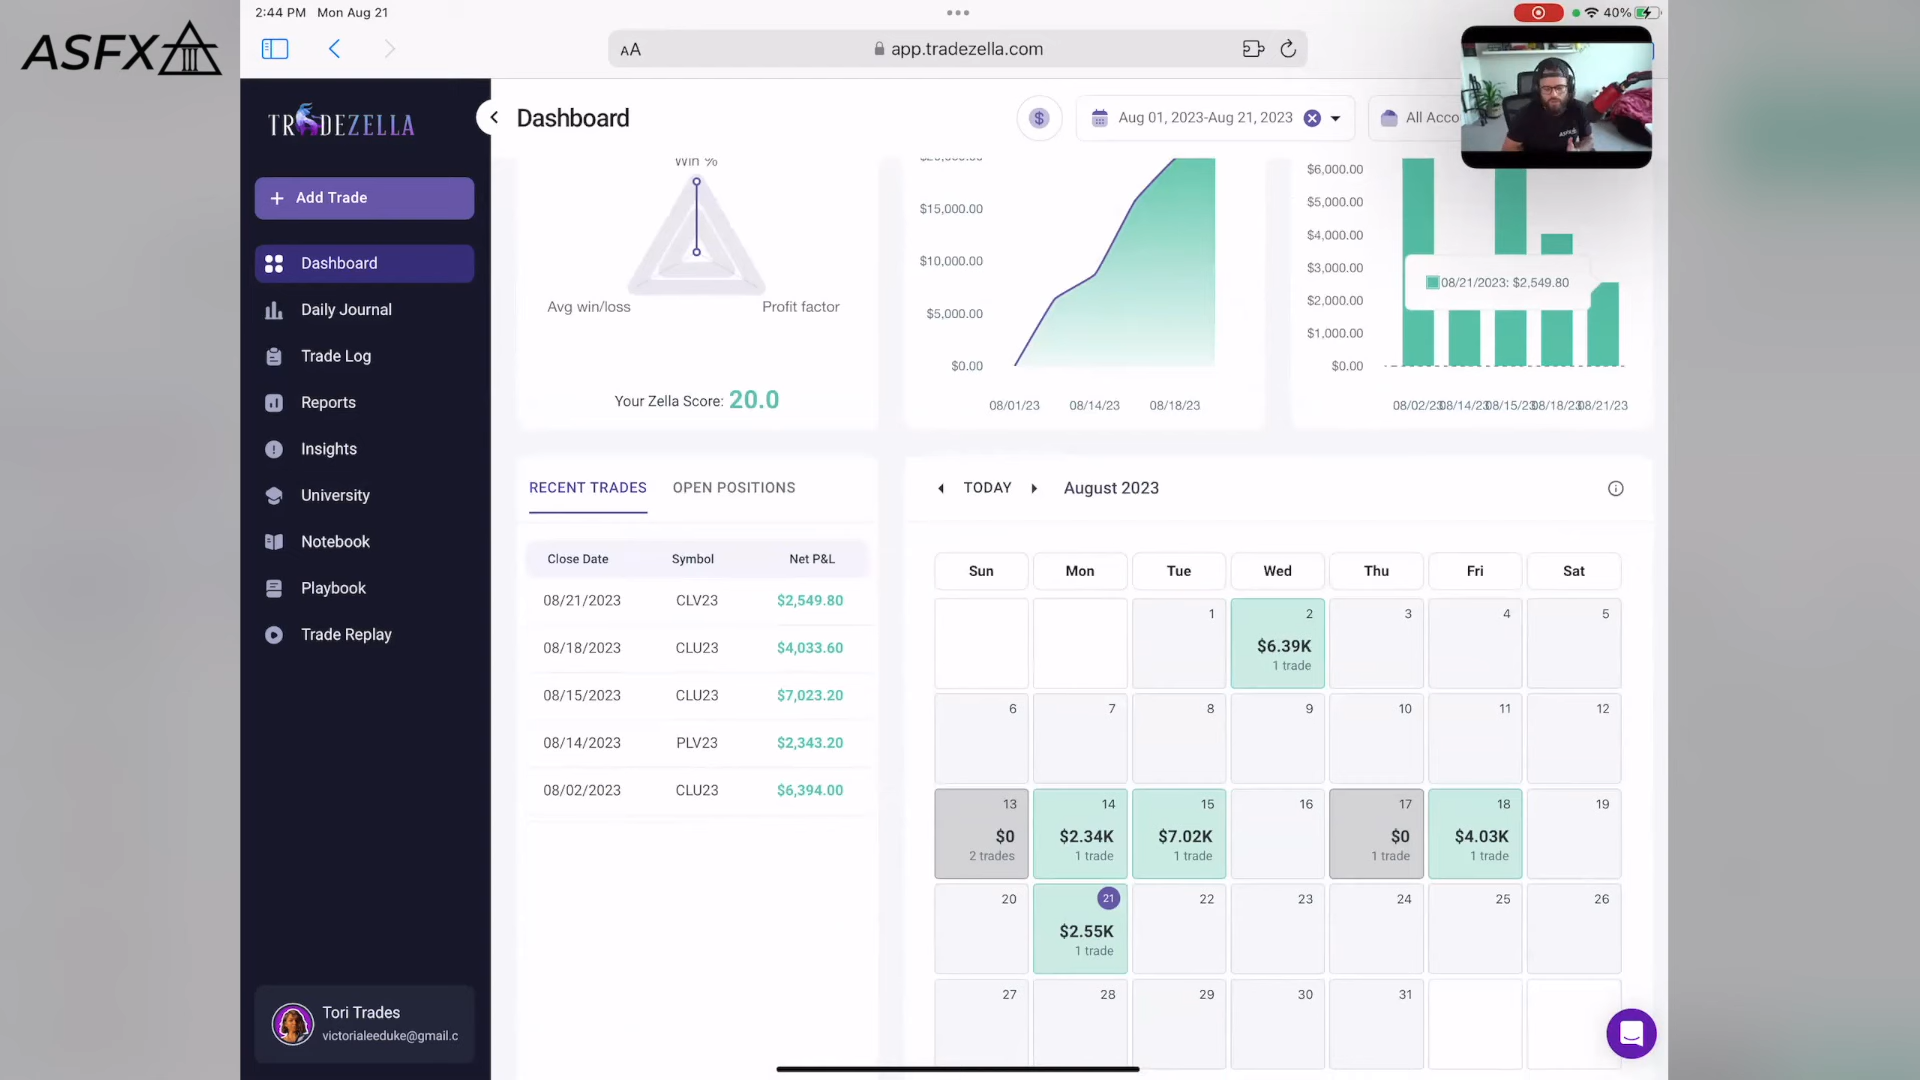 2:44 PM Mon Aug 21
40%
ASFX
AA
app.tradezella.com
TRADEZELLA
Dashboard
Aug 01, 2023-Aug 21, 2023
All Acco
+ Add Trade
Dashboard
Daily Journal
Trade Log
Reports
Insights
University
Notebook
Playbook
Trade Replay
Tori Trades
victorialeeduke@gmail.c
Win %
Avg win/loss
Profit factor
Your Zella Score: 20.0
$15,000.00
$10,000.00
$5,000.00
$0.00
08/01/23
08/14/23
08/18/23
$6,000.00
$5,000.00
$4,000.00
$3,000.00
$2,000.00
$1,000.00
$0.00
08/21/2023: $2,549.80
08/02/23
08/14/23
08/15/23
08/18/23
08/21/23
RECENT TRADES
OPEN POSITIONS
Close Date Symbol Net P&L
08/21/2023 CLV23 $2,549.80
08/18/2023 CLU23 $4,033.60
08/15/2023 CLU23 $7,023.20
08/14/2023 PLV23 $2,343.20
08/02/2023 CLU23 $6,394.00
TODAY
August 2023
Sun Mon Tue Wed Thu Fri Sat
1 2 3 4 5
$6.39K
1 trade
6 7 8 9 10 11 12
13 14 15 16 17 18 19
$0 $2.34K $7.02K $0 $4.03K
2 trades 1 trade 1 trade 1 trade 1 trade
20 21 22 23 24 25 26
$2.55K
1 trade
27 28 29 30 31